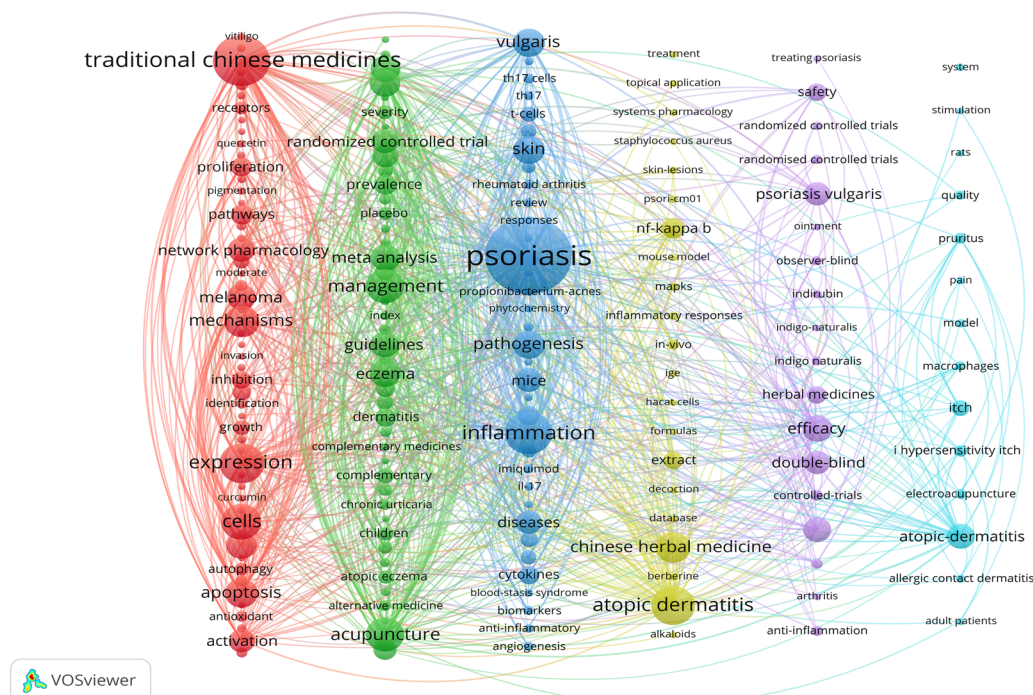 vitiligo
traditional chinese medicines
receptors
quercetin
proliferation
pigmentation
pathways
network pharmacology
moderate
melanoma
mechanisms
invasion
inhibition
identification
growth
expression
curcumin
cells
autophagy
apoptosis
antioxidant
activation
severity
randomized controlled trial
prevalence
placebo
meta analysis
management
index
guidelines
eczema
dermatitis
complementary medicines
complementary
chronic urticaria
children
atopic eczema
alternative medicine
acupuncture
vulgaris
th17 cells
th17
t-cells
skin
rheumatoid arthritis
review
responses
psoriasis
propionibacterium-acnes
phytochemistry
pathogenesis
mice
inflammation
imiquimod
il-17
diseases
cytokines
blood-stasis syndrome
biomarkers
anti-inflammatory
angiogenesis
treatment
topical application
systems pharmacology
staphylococcus aureus
skin-lesions
psori-cm01
nf-kappa b
mouse model
mapks
inflammatory responses
in-vivo
ige
hacat cells
formulas
extract
decoction
database
chinese herbal medicine
berberine
atopic dermatitis
alkaloids
treating psoriasis
safety
randomized controlled trials
randomised controlled trials
psoriasis vulgaris
ointment
observer-blind
indirubin
indigo-naturalis
indigo naturalis
herbal medicines
efficacy
double-blind
controlled-trials
arthritis
anti-inflammation
system
stimulation
rats
quality
pruritus
pain
model
macrophages
itch
i hypersensitivity itch
electroacupuncture
atopic-dermatitis
allergic contact dermatitis
adult patients
VOSviewer